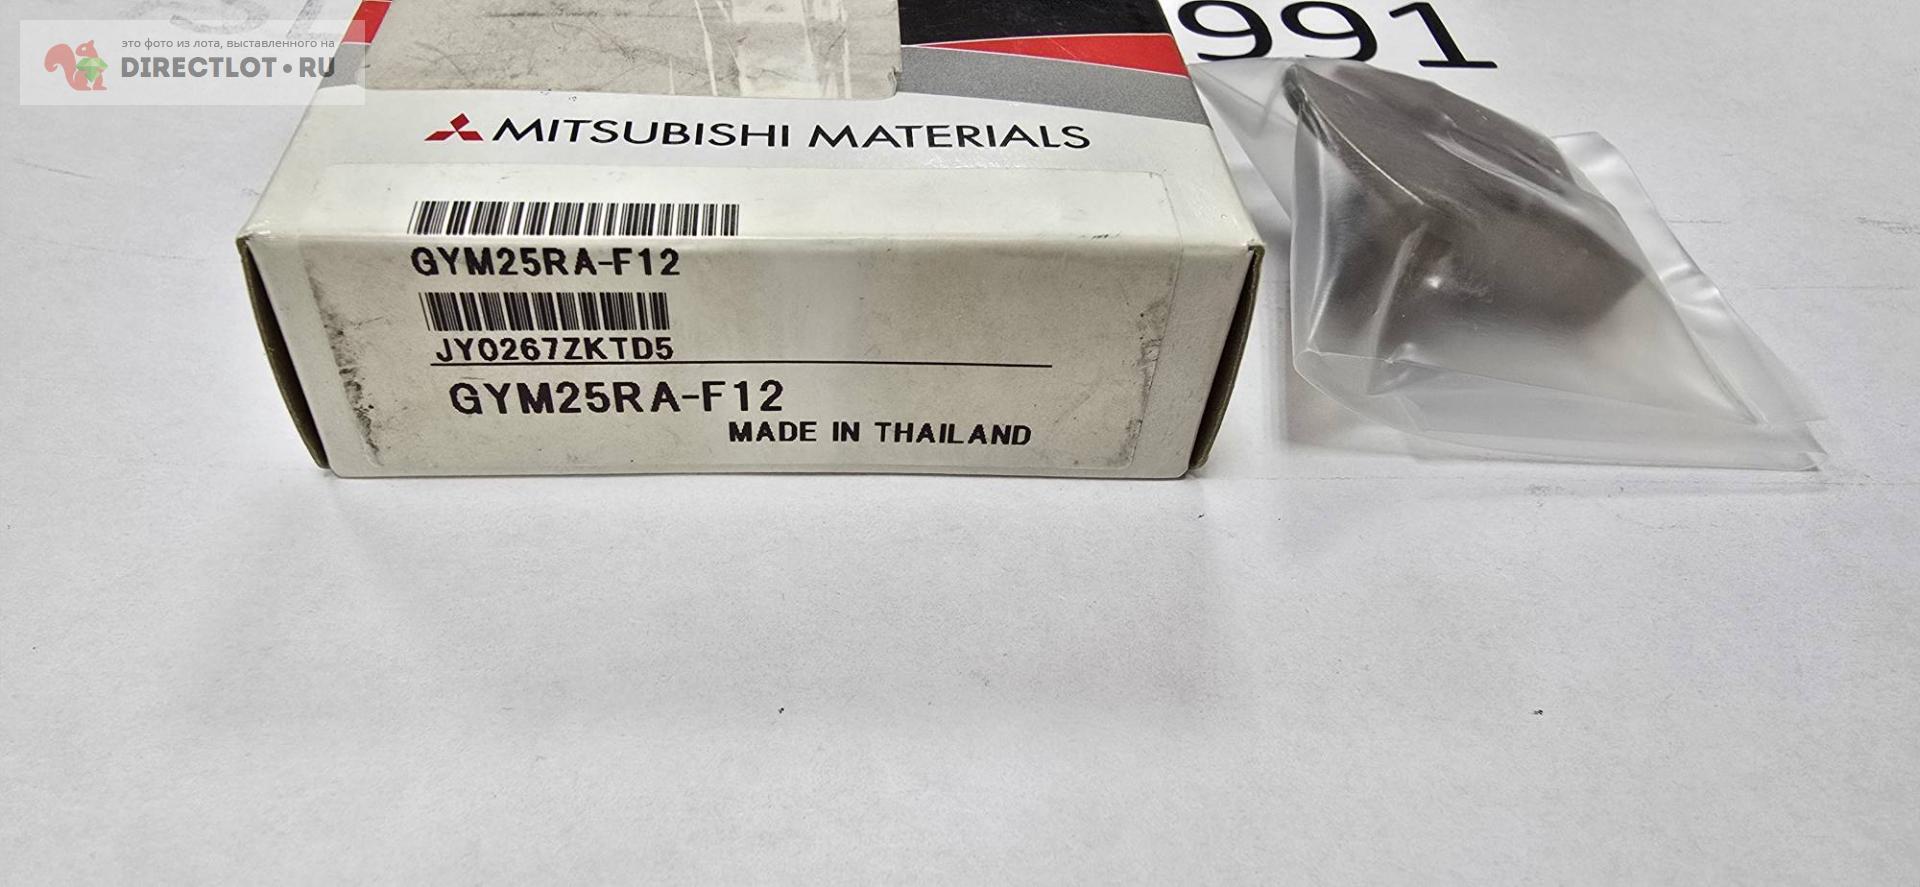 это фото из лота, выставленного на
DIRECTLOT•RU
991
MITSUBISHI MATERIALS
GYM25RA-F12
JY0267ZKTD5
GYM25RA-F12
MADE IN THAILAND